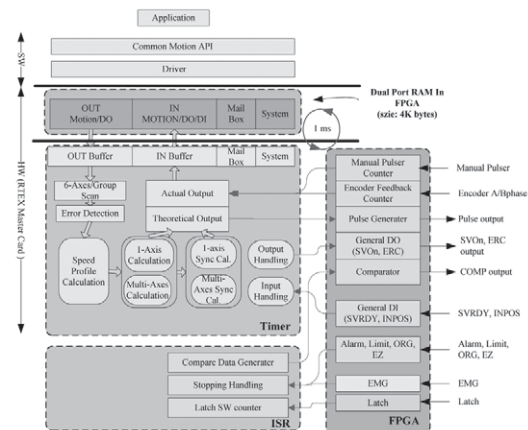 Application
Common Motion API
Driver
SW
HW (RTEX Master Card)
Dual Port RAM In
FPGA
(szie: 4K bytes)
OUT
Motion/DO
IN
MOTION/DO/DI
Mail
Box
System
1 ms
OUT Buffer
IN Buffer
Mail
Box
System
6-Axes/Group
Scan
Error Detection
Actual Output
Theoretical Output
Speed
Profile
Calculation
1-Axis
Calculation
Multi-Axes
Calculation
1-axis
Sync Cal.
Multi-
Axes Sync
Cal.
Output
Handling
Input
Handling
Timer
Manual Pulser
Counter
Encoder Feedback
Counter
Pulse Generater
General DO
(SVOn, ERC)
Comparator
General DI
(SVRDY, INPOS)
Alarm, Limit, ORG,
EZ
EMG
Latch
FPGA
Manual Pulser
Encoder A/Bphase
Pulse output
SVOn, ERC
output
COMP output
SVRDY, INPOS
Alarm, Limit,
ORG, EZ
EMG
Latch
Compare Data Generater
Stopping Handling
Latch SW counter
ISR